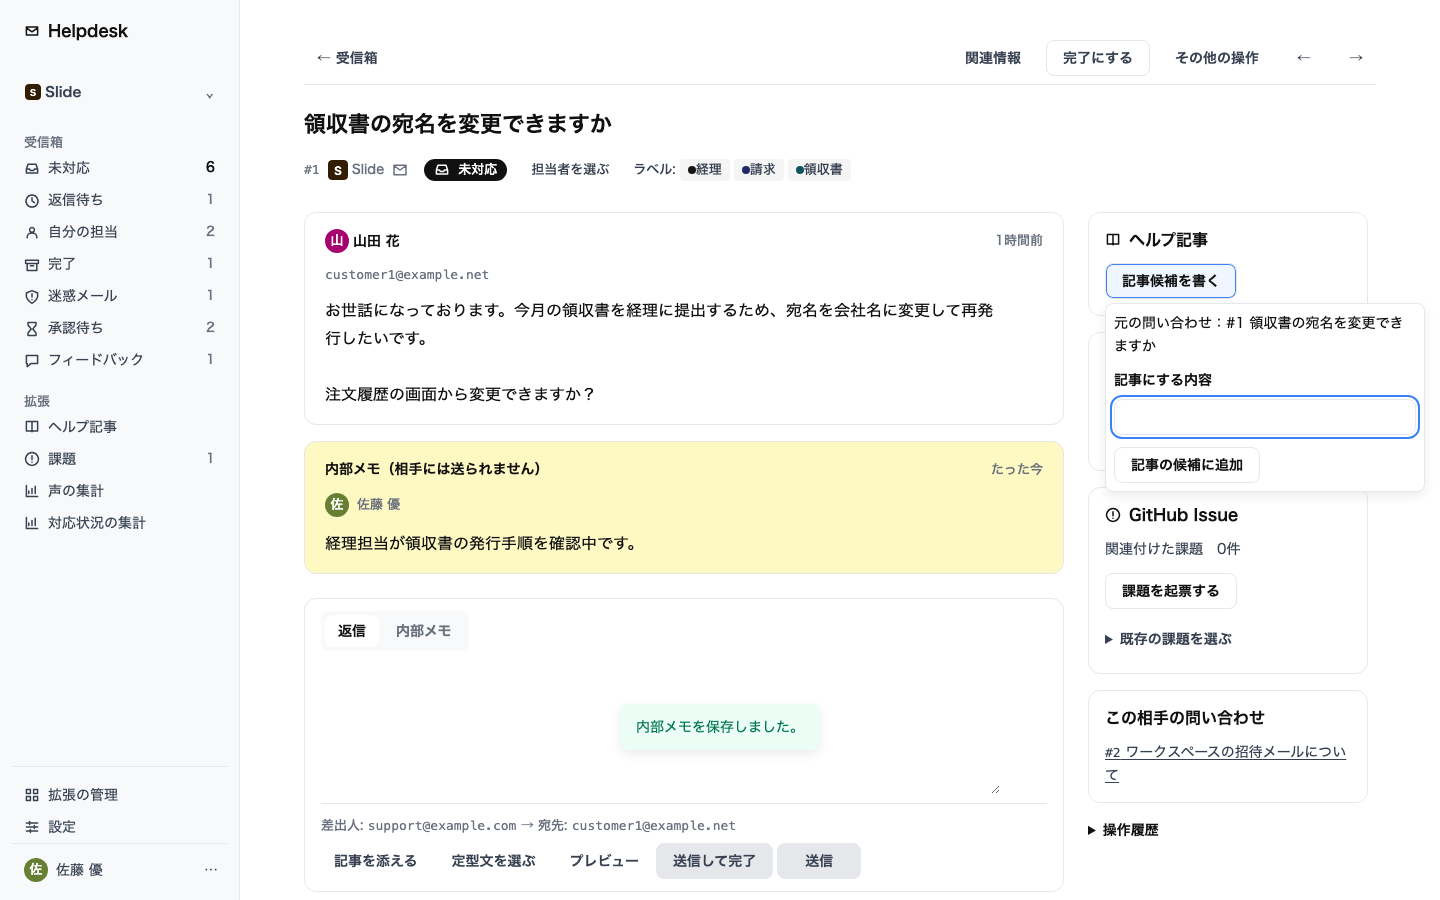 Helpdesk
S Slide
受信箱
未対応 6
返信待ち 1
自分の担当 2
完了 1
迷惑メール 1
承認待ち 2
フィードバック 1
拡張
ヘルプ記事
課題 1
声の集計
対応状況の集計
拡張の管理
設定
佐 佐藤 優 …
← 受信箱
関連情報 完了にする その他の操作 ← →
領収書の宛名を変更できますか
#1 S Slide 未対応 担当者を選ぶ ラベル: ●経理 ●請求 ●領収書
山 山田 花 1時間前
customer1@example.net
お世話になっております。今月の領収書を経理に提出するため、宛名を会社名に変更して再発
行したいです。
注文履歴の画面から変更できますか？
内部メモ（相手には送られません） たった今
佐 佐藤 優
経理担当が領収書の発行手順を確認中です。
返信 内部メモ
内部メモを保存しました。
差出人: support@example.com → 宛先: customer1@example.net
記事を添える 定型文を選ぶ プレビュー 送信して完了 送信
ヘルプ記事
記事候補を書く
元の問い合わせ：#1 領収書の宛名を変更でき
ますか
記事にする内容
記事の候補に追加
GitHub Issue
関連付けた課題 0件
課題を起票する
▶ 既存の課題を選ぶ
この相手の問い合わせ
#2 ワークスペースの招待メールについ
て
▶ 操作履歴